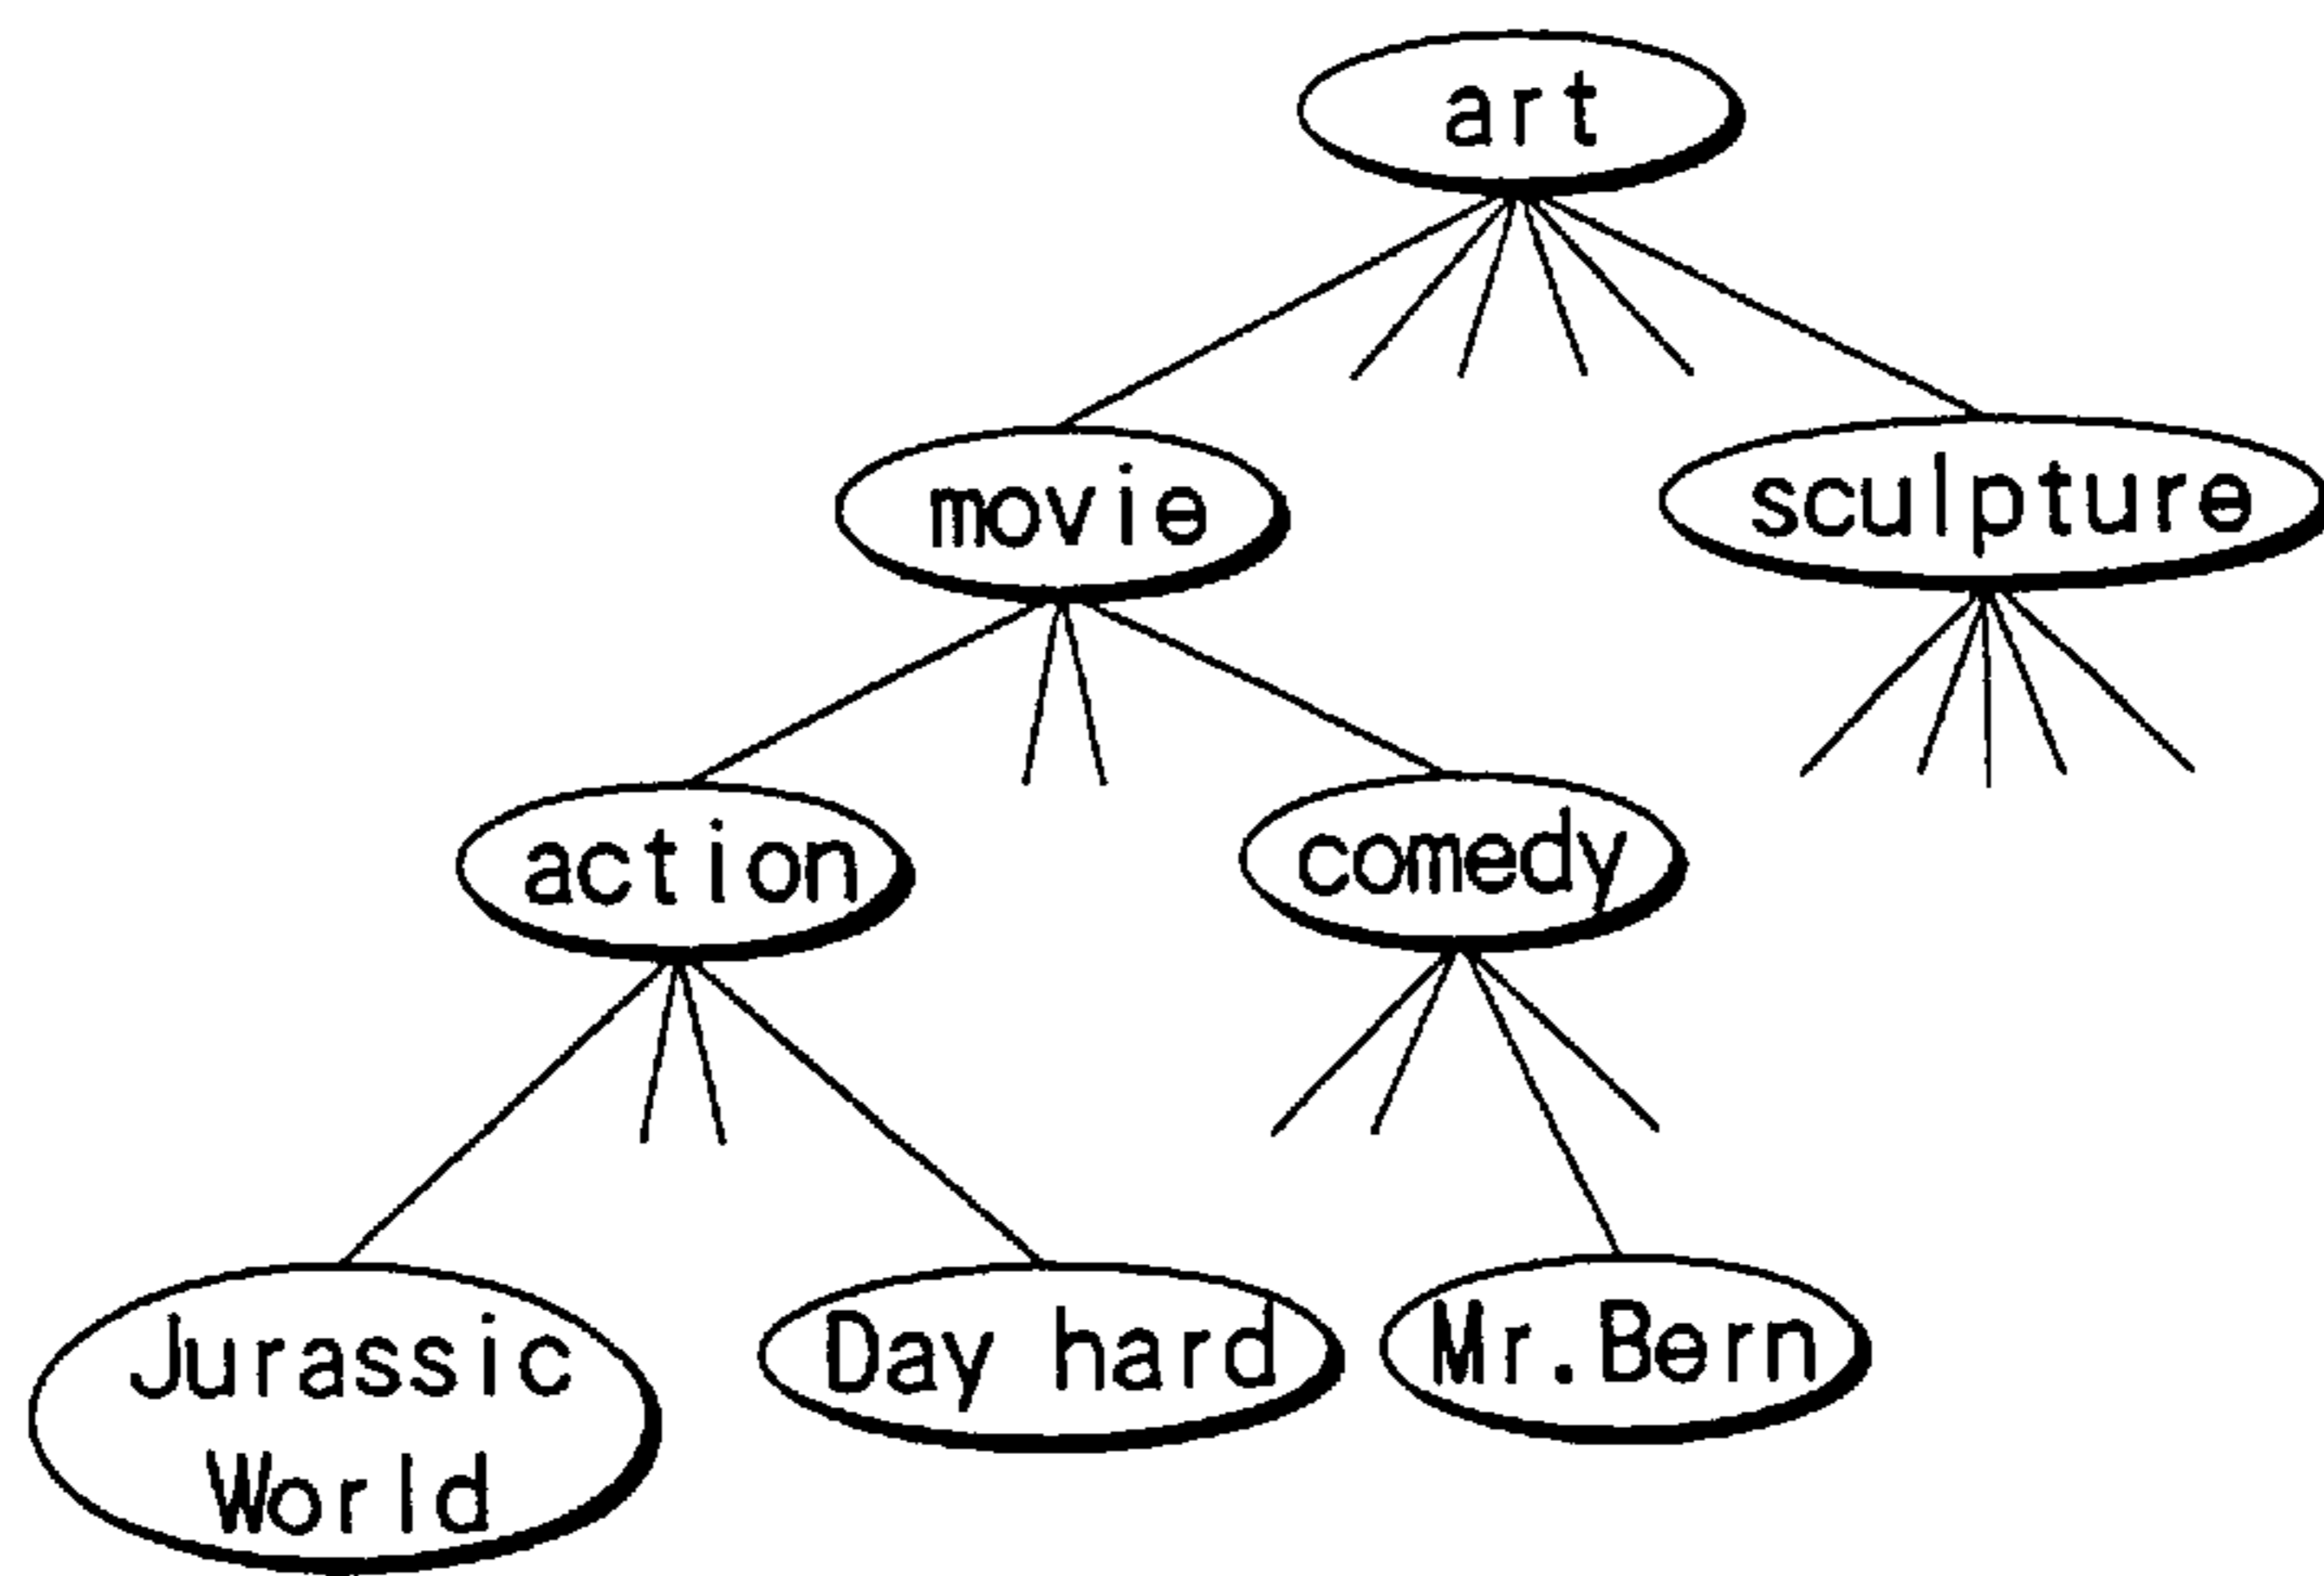 art
movie
sculpture
action
comedy
Jurassic
World
Day hard
Mr.Bern